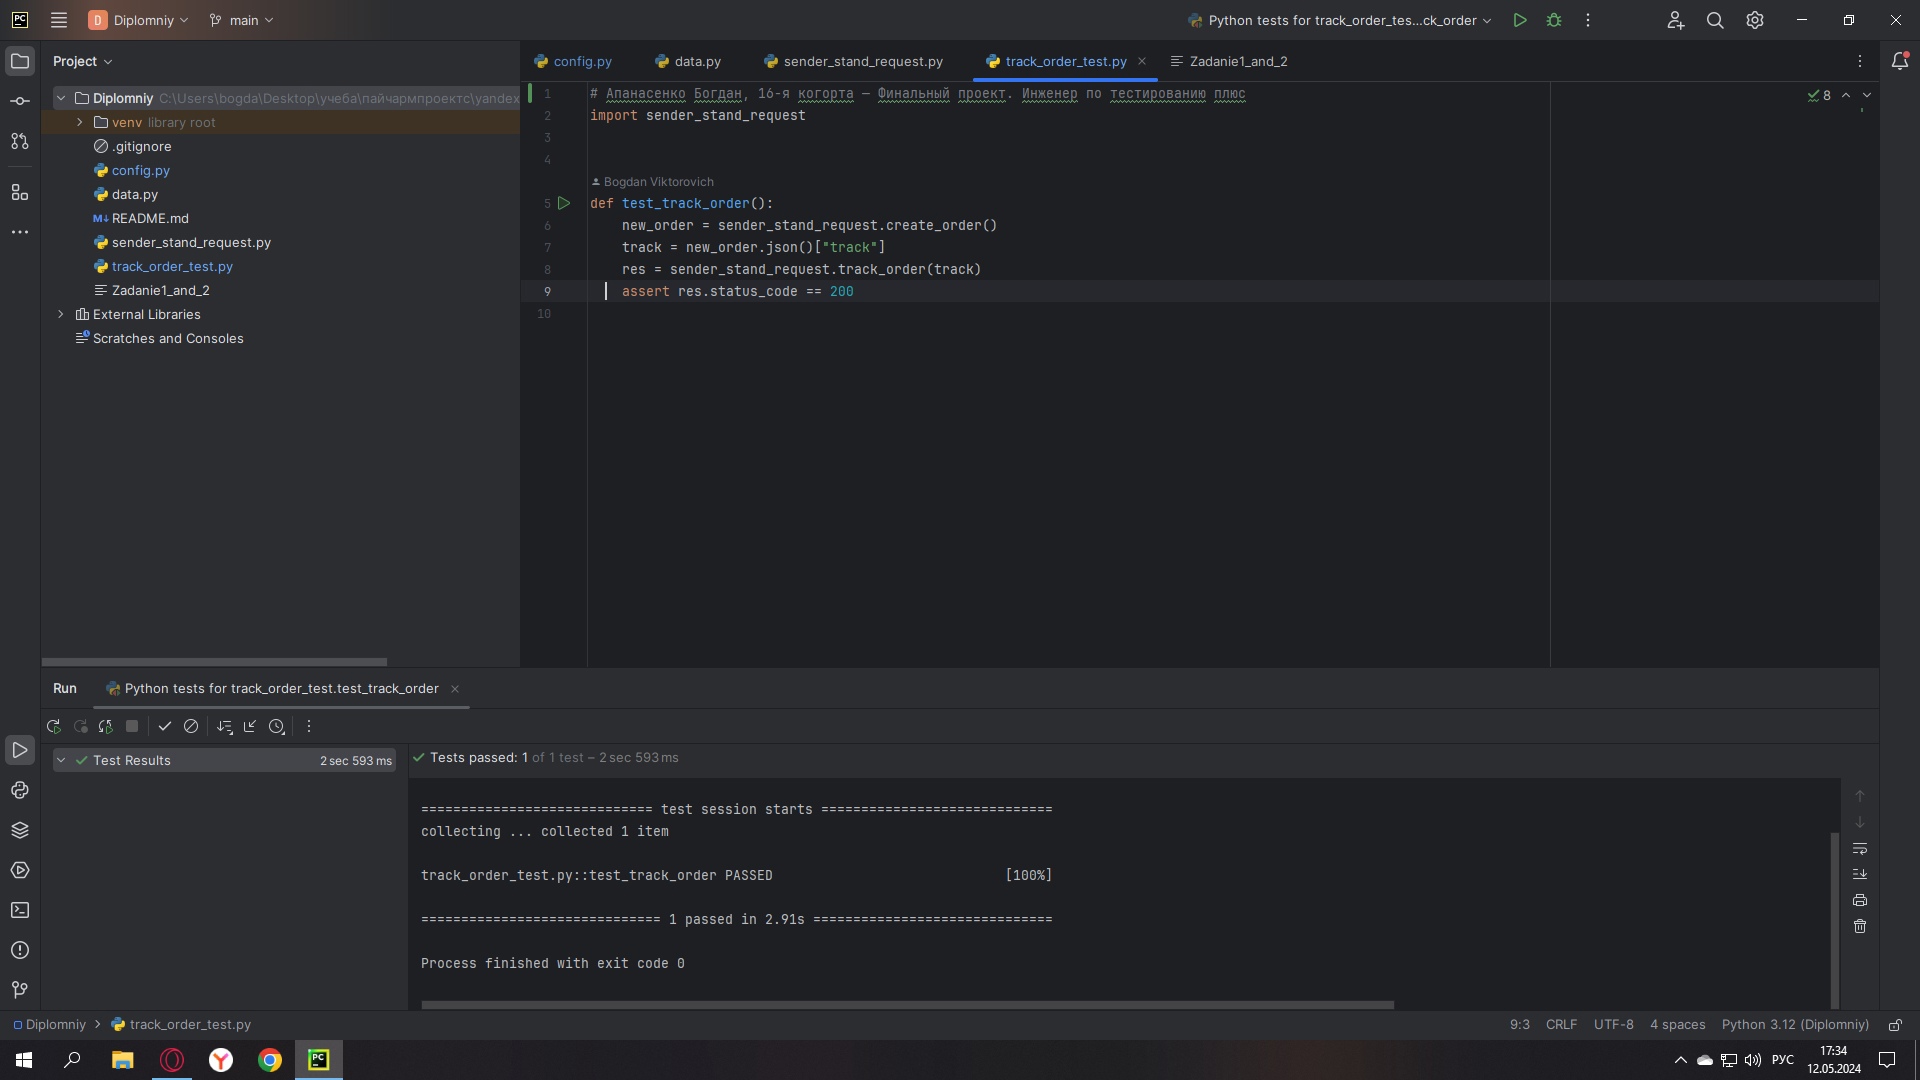 PC
D Diplomniy
main
Python tests for track_order_tes...ck_order
Project
config.py
data.py
sender_stand_request.py
track_order_test.py
Zadanie1_and_2
Diplomniy C:\Users\bogda\Desktop\учеба\пайчармпроектс\yandex
venv library root
.gitignore
config.py
data.py
M↓ README.md
sender_stand_request.py
track_order_test.py
Zadanie1_and_2
External Libraries
Scratches and Consoles
8
1 # Апанасенко Богдан, 16-я когорта — Финальный проект. Инженер по тестированию плюс
2 import sender_stand_request
3
4
Bogdan Viktorovich
5 def test_track_order():
6 new_order = sender_stand_request.create_order()
7 track = new_order.json()["track"]
8 res = sender_stand_request.track_order(track)
9 assert res.status_code == 200
10
Run
Python tests for track_order_test.test_track_order
Test Results 2 sec 593 ms
Tests passed: 1 of 1 test – 2 sec 593 ms
============================= test session starts =============================
collecting ... collected 1 item
track_order_test.py::test_track_order PASSED [100%]
============================== 1 passed in 2.91s ==============================
Process finished with exit code 0
Diplomniy
track_order_test.py
9:3 CRLF UTF-8 4 spaces Python 3.12 (Diplomniy)
PC
РУС
17:34
12.05.2024